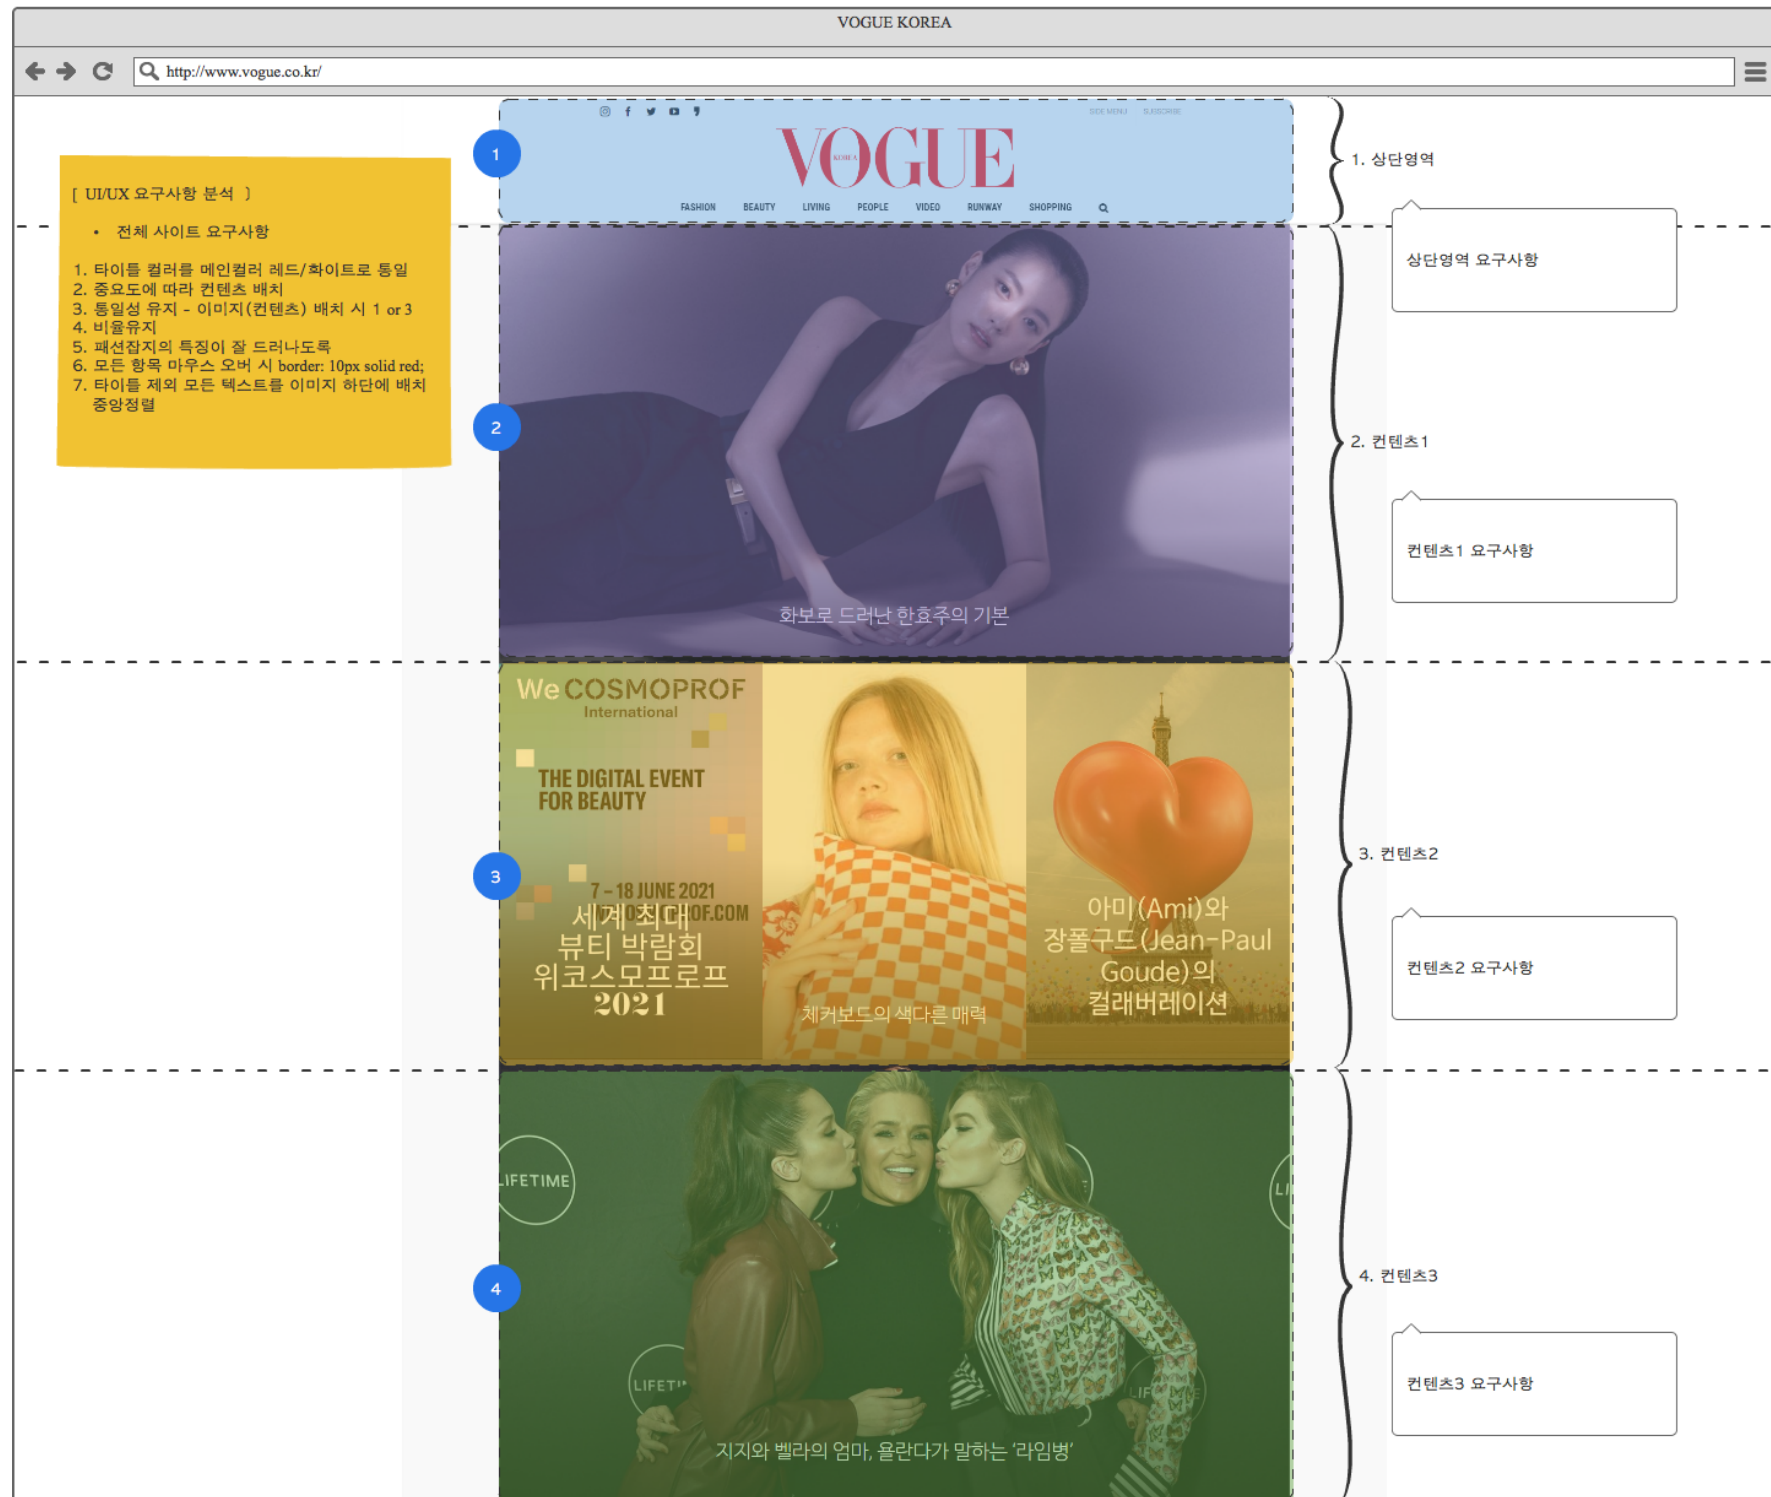 VOGUE KOREA
http://www.vogue.co.kr/
SIDE MENU SUBSCRIBE
1
VOGUE
KOREA
1. 상단영역
FASHION BEAUTY LIVING PEOPLE VIDEO RUNWAY SHOPPING
[ UI/UX 요구사항 분석 ]
• 전체 사이트 요구사항
1. 타이틀 컬러를 메인컬러 레드/화이트로 통일
2. 중요도에 따라 컨텐츠 배치
3. 통일성 유지 - 이미지(컨텐츠) 배치 시 1 or 3
4. 비율유지
5. 패션잡지의 특징이 잘 드러나도록
6. 모든 항목 마우스 오버 시 border: 10px solid red;
7. 타이틀 제외 모든 텍스트를 이미지 하단에 배치
중앙정렬
상단영역 요구사항
2
2. 컨텐츠1
컨텐츠1 요구사항
화보로 드러난 한효주의 기본
We COSMOPROF
International
THE DIGITAL EVENT
FOR BEAUTY
3
7 – 18 JUNE 2021
세계 최대
뷰티 박람회
위코스모프로프
2021
체커보드의 색다른 매력
아미(Ami)와
장폴구드(Jean-Paul
Goude)의
컬래버레이션
3. 컨텐츠2
컨텐츠2 요구사항
LIFETIME
4
4. 컨텐츠3
컨텐츠3 요구사항
지지와 벨라의 엄마, 욜란다가 말하는 ‘라임병’